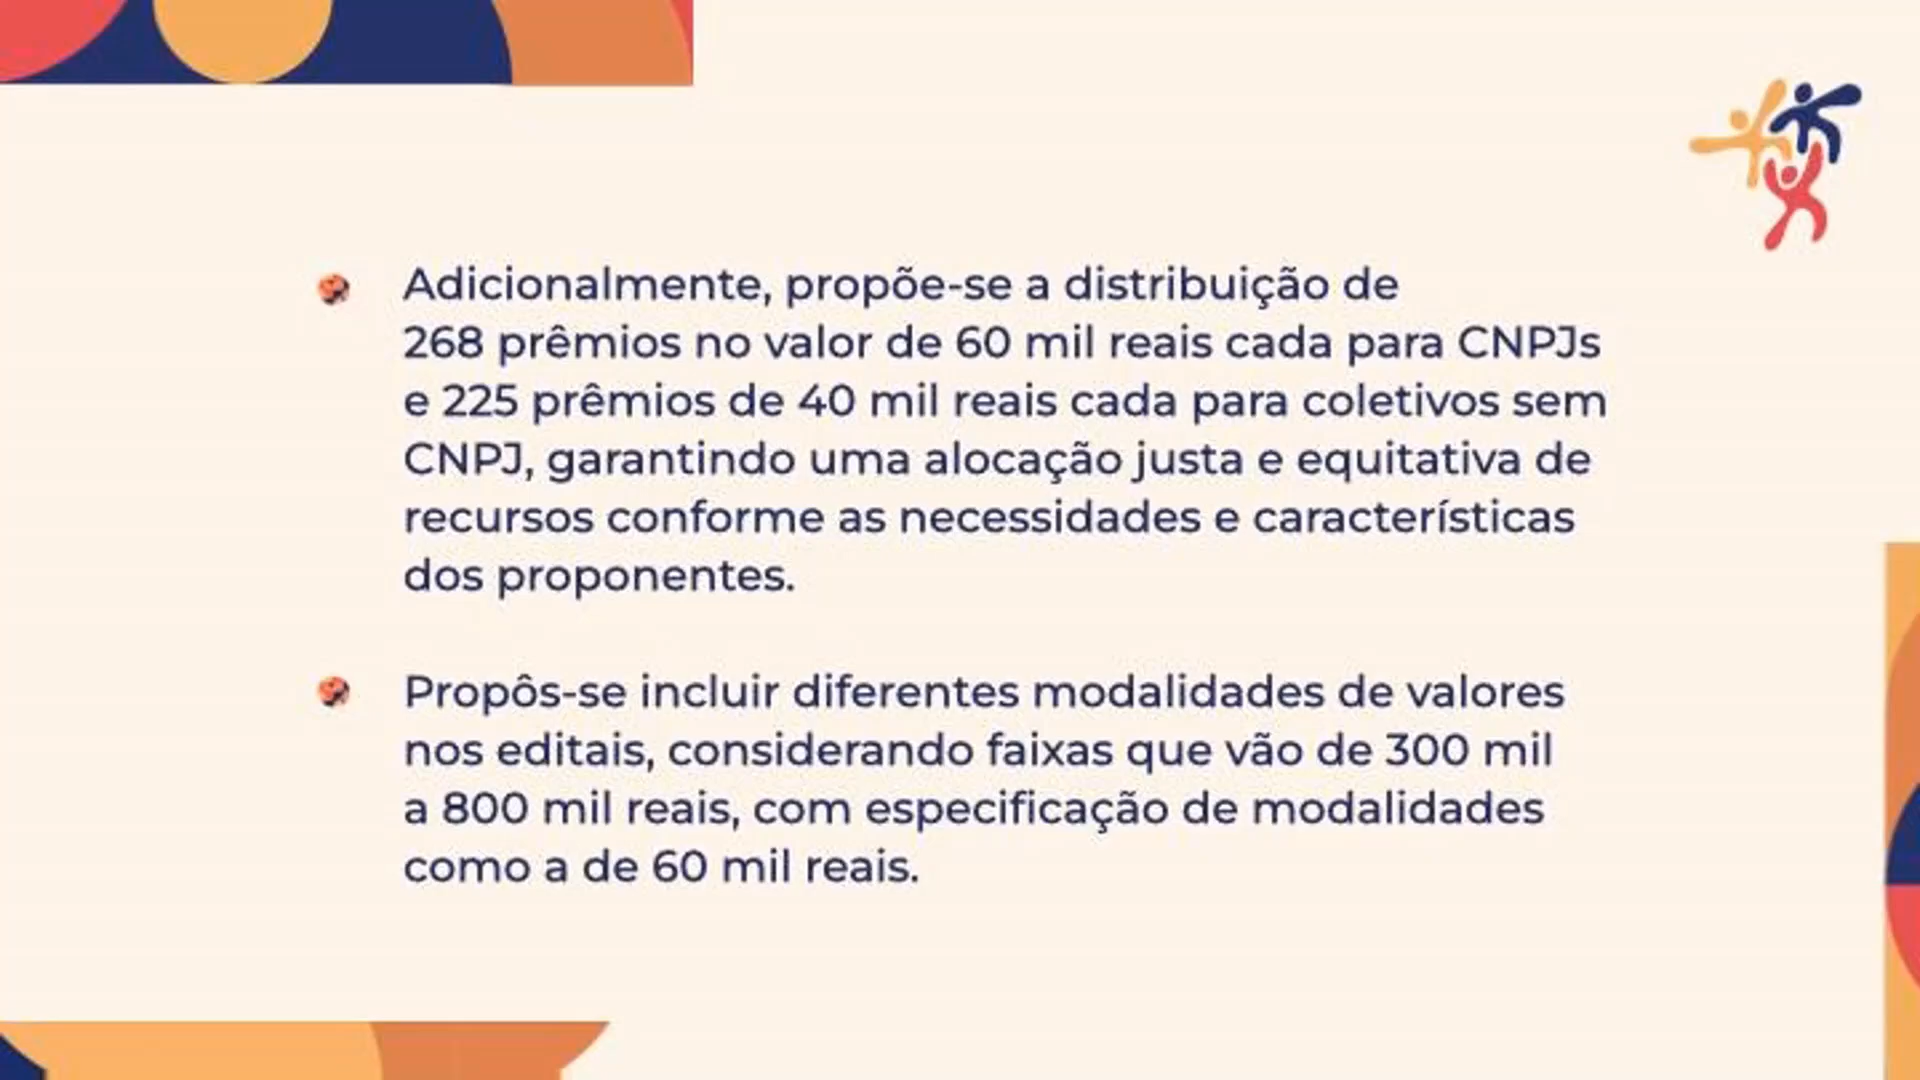 Adicionalmente, propõe-se a distribuição de
268 prêmios no valor de 60 mil reais cada para CNPJs
e 225 prêmios de 40 mil reais cada para coletivos sem
CNPJ, garantindo uma alocação justa e equitativa de
recursos conforme as necessidades e características
dos proponentes.
Propôs-se incluir diferentes modalidades de valores
nos editais, considerando faixas que vão de 300 mil
a 800 mil reais, com especificação de modalidades
como a de 60 mil reais.